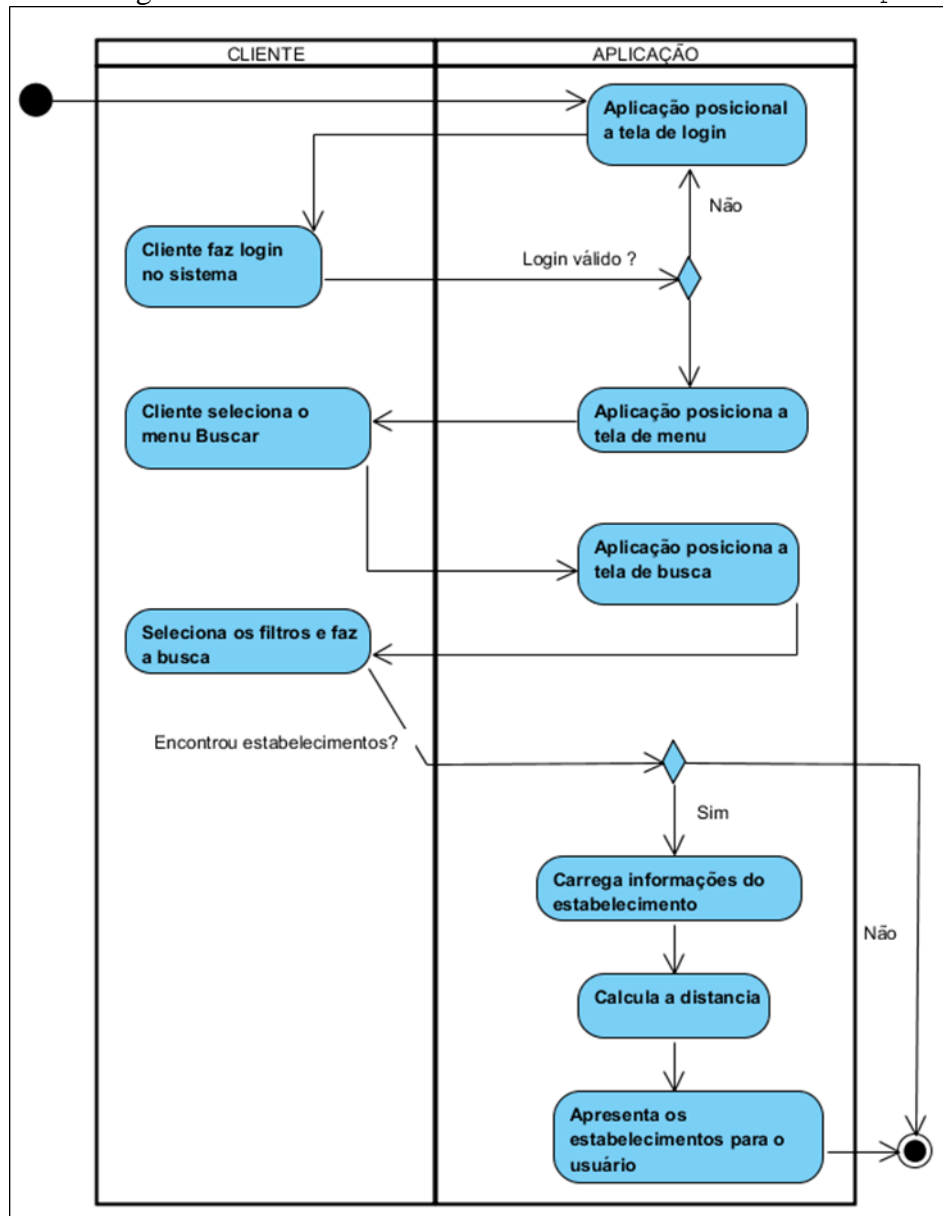 CLIENTE
APLICAÇÃO
Aplicação posicional
a tela de login
Não
Cliente faz login
no sistema
Login válido ?
Cliente seleciona o
menu Buscar
Aplicação posiciona a
tela de menu
Aplicação posiciona a
tela de busca
Seleciona os filtros e faz
a busca
Encontrou estabelecimentos?
Sim
Carrega informações do
estabelecimento
Não
Calcula a distancia
Apresenta os
estabelecimentos para o
usuário